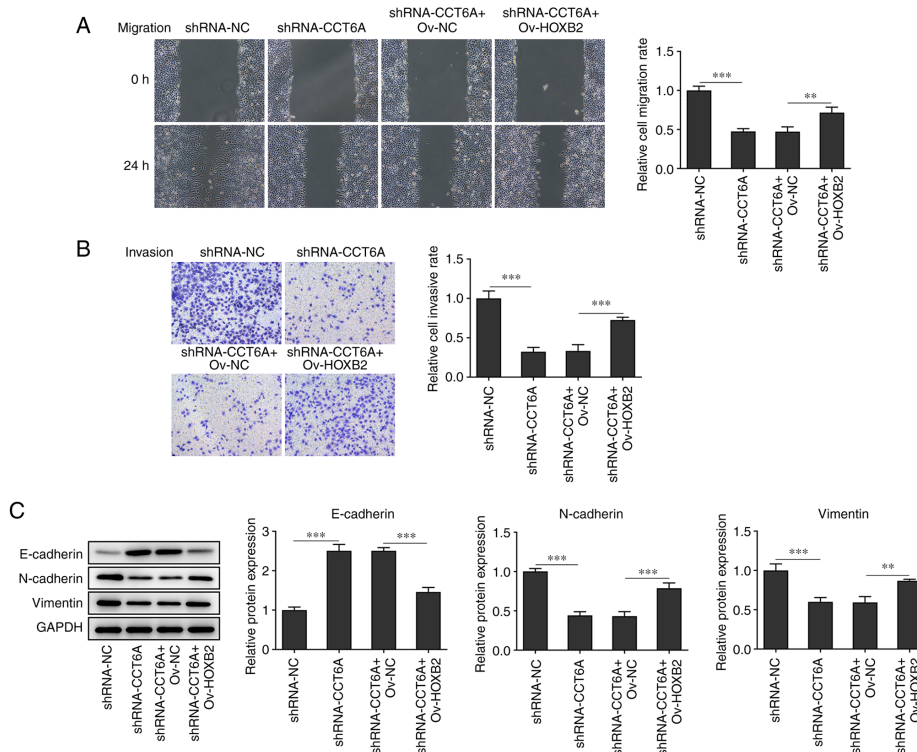 A
Migration
shRNA-NC
shRNA-CCT6A
shRNA-CCT6A+
Ov-NC
shRNA-CCT6A+
Ov-HOXB2
0 h
24 h
Relative cell migration rate
1.5
1.0
0.5
0.0
***
**
shRNA-NC
shRNA-CCT6A
shRNA-CCT6A+
Ov-NC
shRNA-CCT6A+
Ov-HOXB2
B
Invasion
shRNA-NC
shRNA-CCT6A
shRNA-CCT6A+
Ov-NC
shRNA-CCT6A+
Ov-HOXB2
Relative cell invasive rate
1.5
1.0
0.5
0.0
***
***
shRNA-NC
shRNA-CCT6A
shRNA-CCT6A+
Ov-NC
shRNA-CCT6A+
Ov-HOXB2
C
E-cadherin
N-cadherin
Vimentin
GAPDH
shRNA-NC
shRNA-CCT6A
shRNA-CCT6A+
Ov-NC
shRNA-CCT6A+
Ov-HOXB2
E-cadherin
Relative protein expression
3
2
1
0
***
***
shRNA-NC
shRNA-CCT6A
shRNA-CCT6A+
Ov-NC
shRNA-CCT6A+
Ov-HOXB2
N-cadherin
Relative protein expression
1.5
1.0
0.5
0.0
***
***
shRNA-NC
shRNA-CCT6A
shRNA-CCT6A+
Ov-NC
shRNA-CCT6A+
Ov-HOXB2
Vimentin
Relative protein expression
1.5
1.0
0.5
0.0
***
**
shRNA-NC
shRNA-CCT6A
shRNA-CCT6A+
Ov-NC
shRNA-CCT6A+
Ov-HOXB2